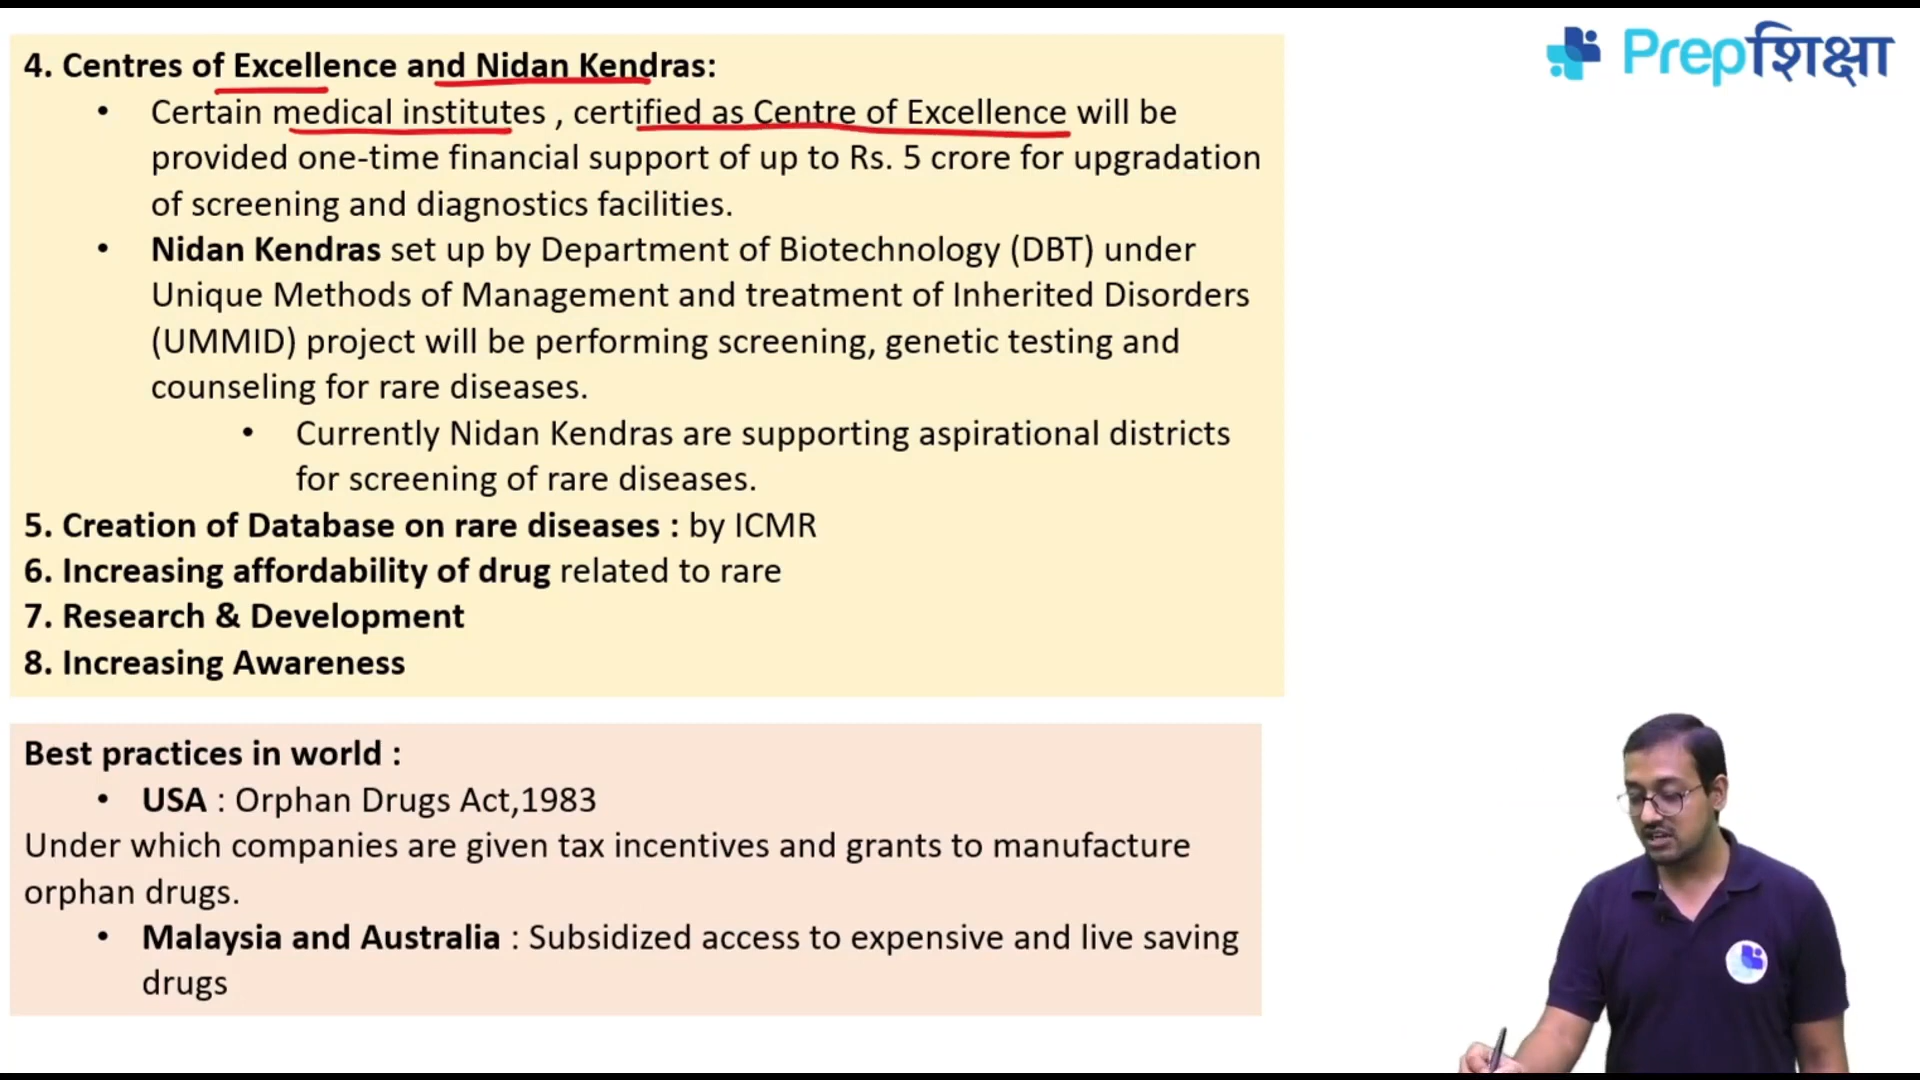 Prepशिक्षा
4. Centres of Excellence and Nidan Kendras:
• Certain medical institutes , certified as Centre of Excellence will be
provided one-time financial support of up to Rs. 5 crore for upgradation
of screening and diagnostics facilities.
• Nidan Kendras set up by Department of Biotechnology (DBT) under
Unique Methods of Management and treatment of Inherited Disorders
(UMMID) project will be performing screening, genetic testing and
counseling for rare diseases.
• Currently Nidan Kendras are supporting aspirational districts
for screening of rare diseases.
5. Creation of Database on rare diseases : by ICMR
6. Increasing affordability of drug related to rare
7. Research & Development
8. Increasing Awareness
Best practices in world :
• USA : Orphan Drugs Act,1983
Under which companies are given tax incentives and grants to manufacture
orphan drugs.
• Malaysia and Australia : Subsidized access to expensive and live saving
drugs